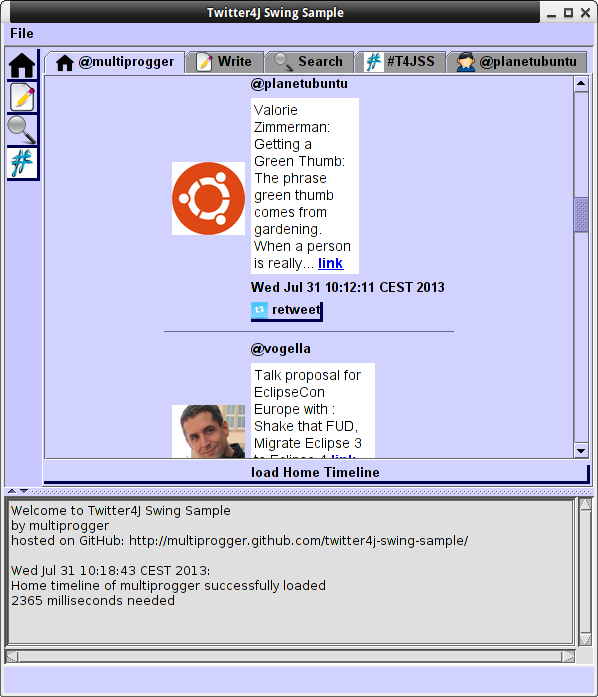 Twitter4J Swing Sample
File
@multiprogger
Write
Search
#T4JSS
@planetubuntu
@planetubuntu
Valorie
Zimmerman:
Getting a
Green Thumb:
The phrase
green thumb
comes from
gardening.
When a person
is really... link
Wed Jul 31 10:12:11 CEST 2013
retweet
@vogella
Talk proposal for
EclipseCon
Europe with :
Shake that FUD,
Migrate Eclipse 3
to Eclipse 4 link
load Home Timeline
Welcome to Twitter4J Swing Sample
by multiprogger
hosted on GitHub: http://multiprogger.github.com/twitter4j-swing-sample/
Wed Jul 31 10:18:43 CEST 2013:
Home timeline of multiprogger successfully loaded
2365 milliseconds needed